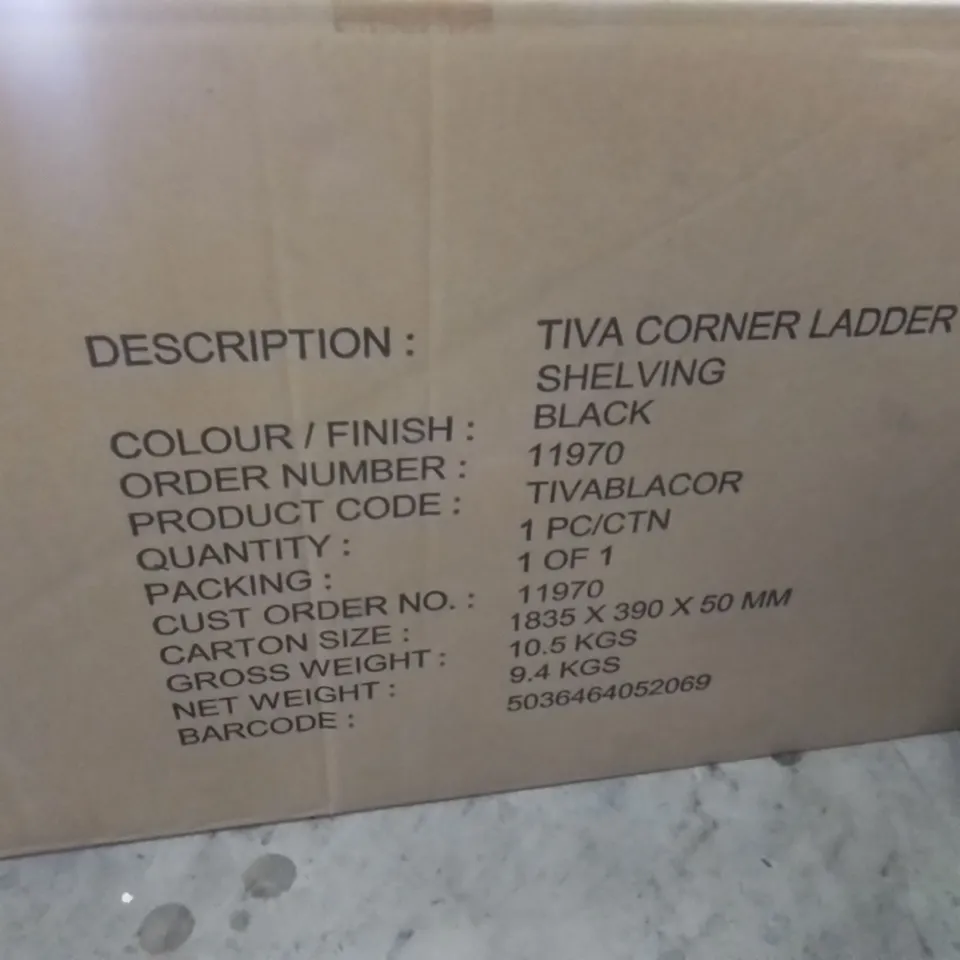 DESCRIPTION : TIVA CORNER LADDER
SHELVING
COLOUR / FINISH : BLACK
ORDER NUMBER : 11970
PRODUCT CODE : TIVABLACOR
QUANTITY : 1 PC/CTN
PACKING : 1 OF 1
CUST ORDER NO. : 11970
CARTON SIZE : 1835 X 390 X 50 MM
GROSS WEIGHT : 10.5 KGS
NET WEIGHT : 9.4 KGS
BARCODE : 5036464052069